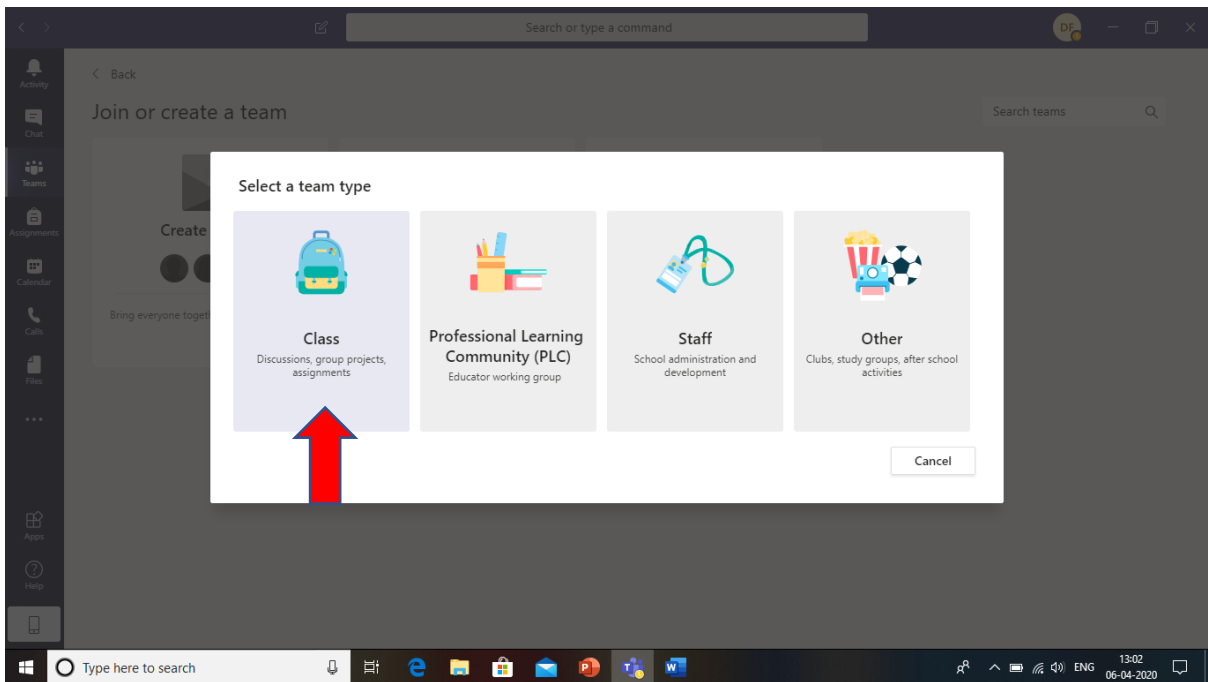 Search or type a command
DF
Activity
Chat
Teams
Assignments
Calendar
Calls
Files
Apps
Help
Back
Join or create a team
Search teams
Create
Bring everyone
Select a team type
Class
Discussions, group projects,
assignments
Professional Learning
Community (PLC)
Educator working group
Staff
School administration and
development
Other
Clubs, study groups, after school
activities
Cancel
Type here to search
ENG
13:02
06-04-2020